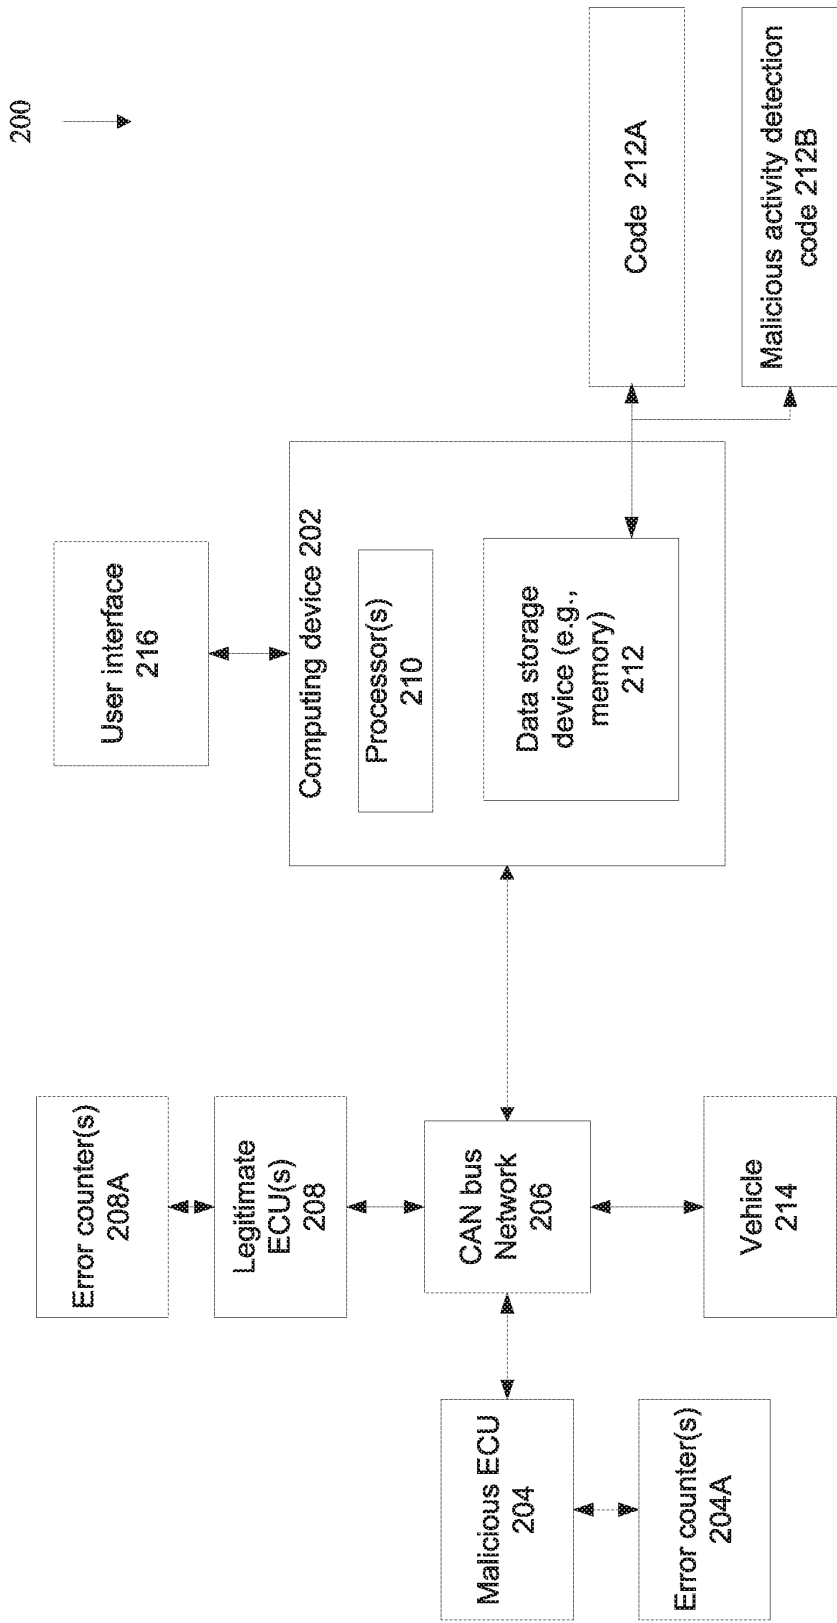 200
User interface
216
Computing device 202
Processor(s)
210
Data storage
device (e.g.,
memory)
212
Code 212A
Malicious activity detection
code 212B
Error counter(s)
208A
Legitimate
ECU(s)
208
CAN bus
Network
206
Vehicle
214
Malicious ECU
204
Error counter(s)
204A